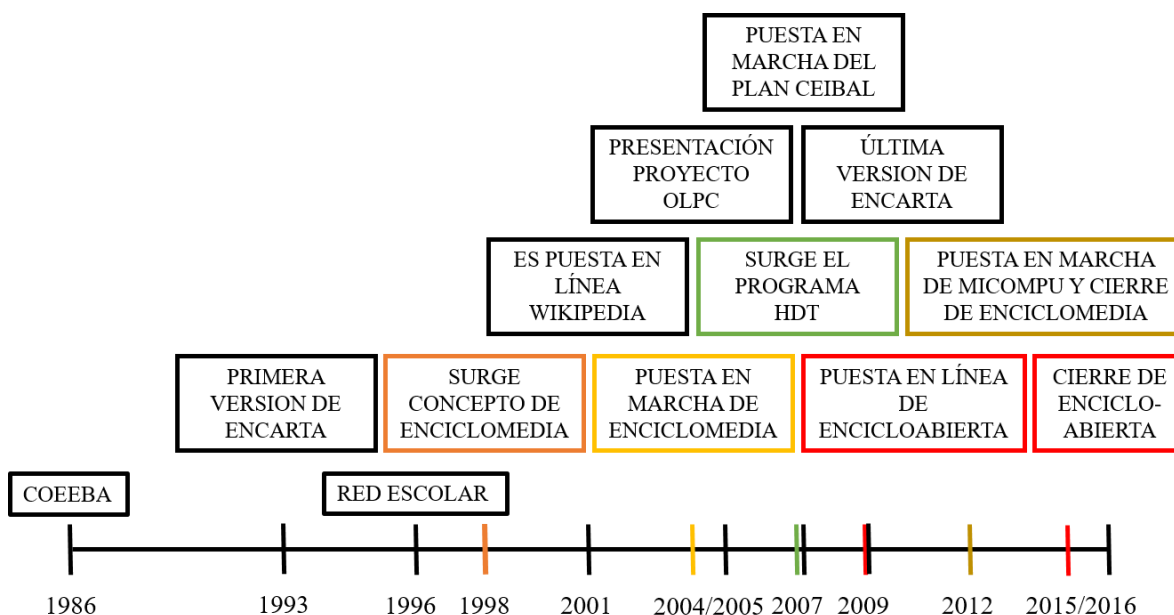 PUESTA EN
MARCHA DEL
PLAN CEIBAL
PRESENTACIÓN
PROYECTO
OLPC
ÚLTIMA
VERSION DE
ENCARTA
ES PUESTA EN
LÍNEA
WIKIPEDIA
SURGE EL
PROGRAMA
HDT
PUESTA EN MARCHA
DE MICOMPU Y CIERRE
DE ENCICLOMEDIA
PRIMERA
VERSION DE
ENCARTA
SURGE
CONCEPTO DE
ENCICLOMEDIA
PUESTA EN
MARCHA DE
ENCICLOMEDIA
PUESTA EN LÍNEA
DE
ENCICLOABIERTA
CIERRE DE
ENCICLO-
ABIERTA
COEEBA
RED ESCOLAR
1986
1993
1996
1998
2001
2004/2005
2007
2009
2012
2015/2016